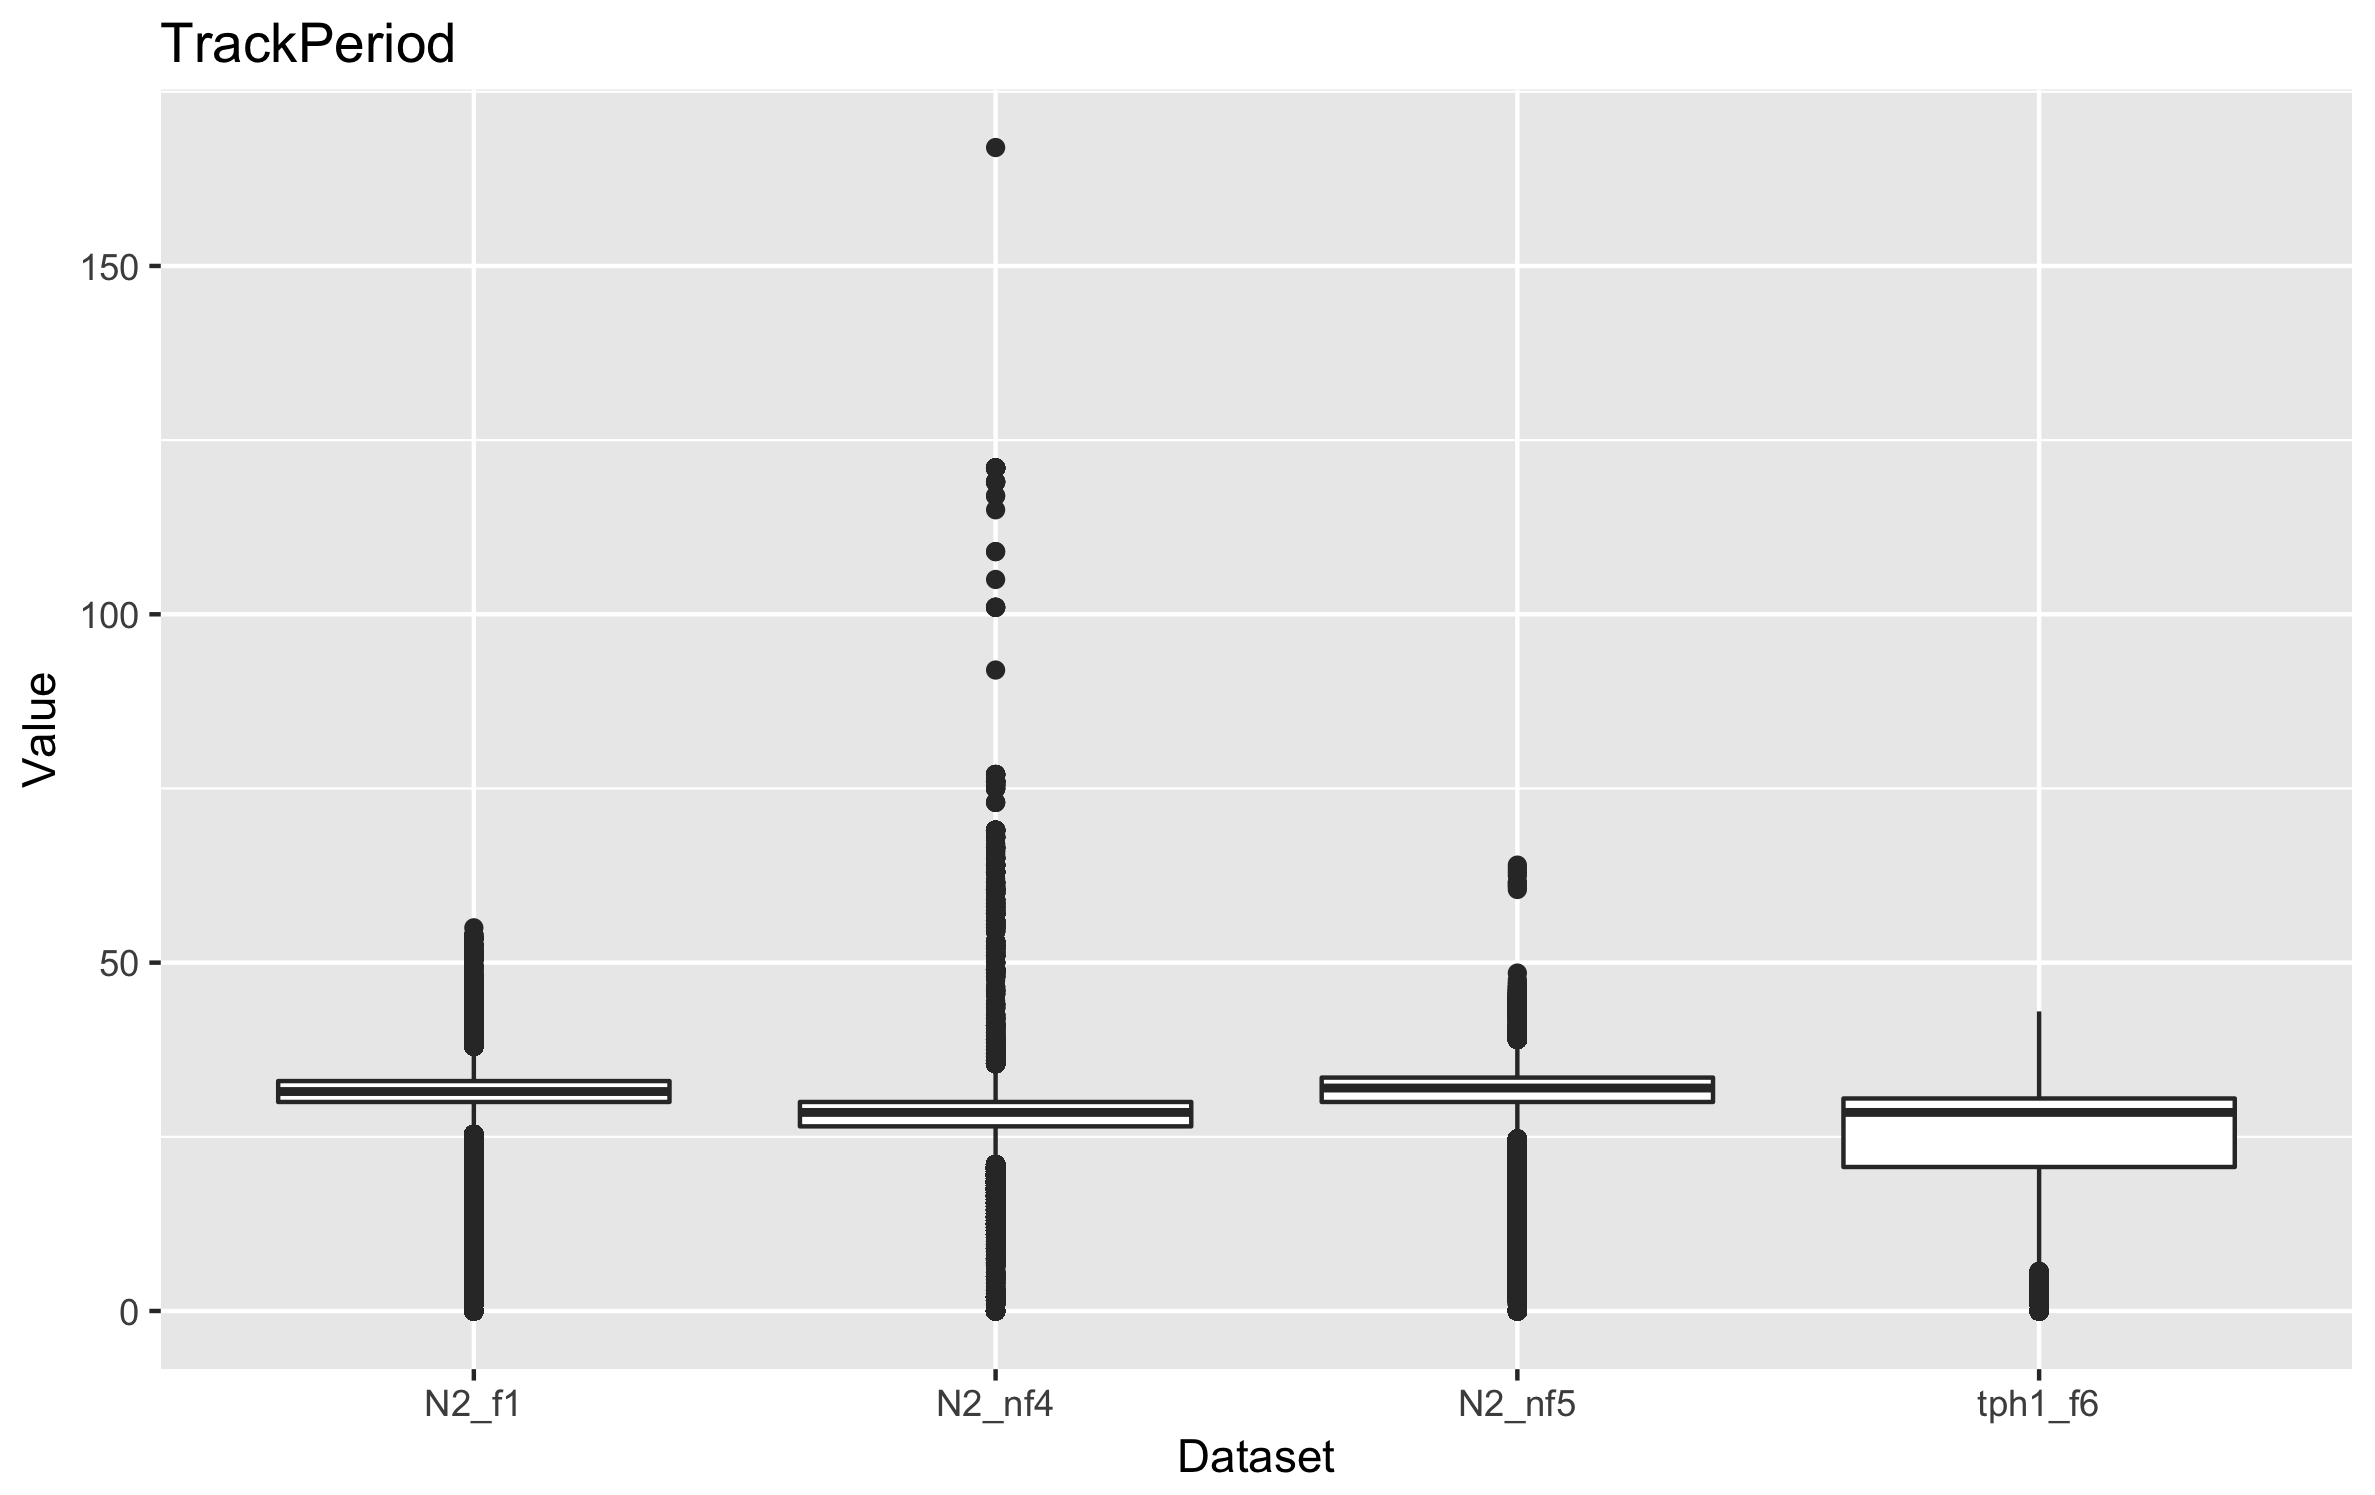 TrackPeriod
Value
150
100
50
0
N2_f1 N2_nf4 N2_nf5 tph1_f6
Dataset